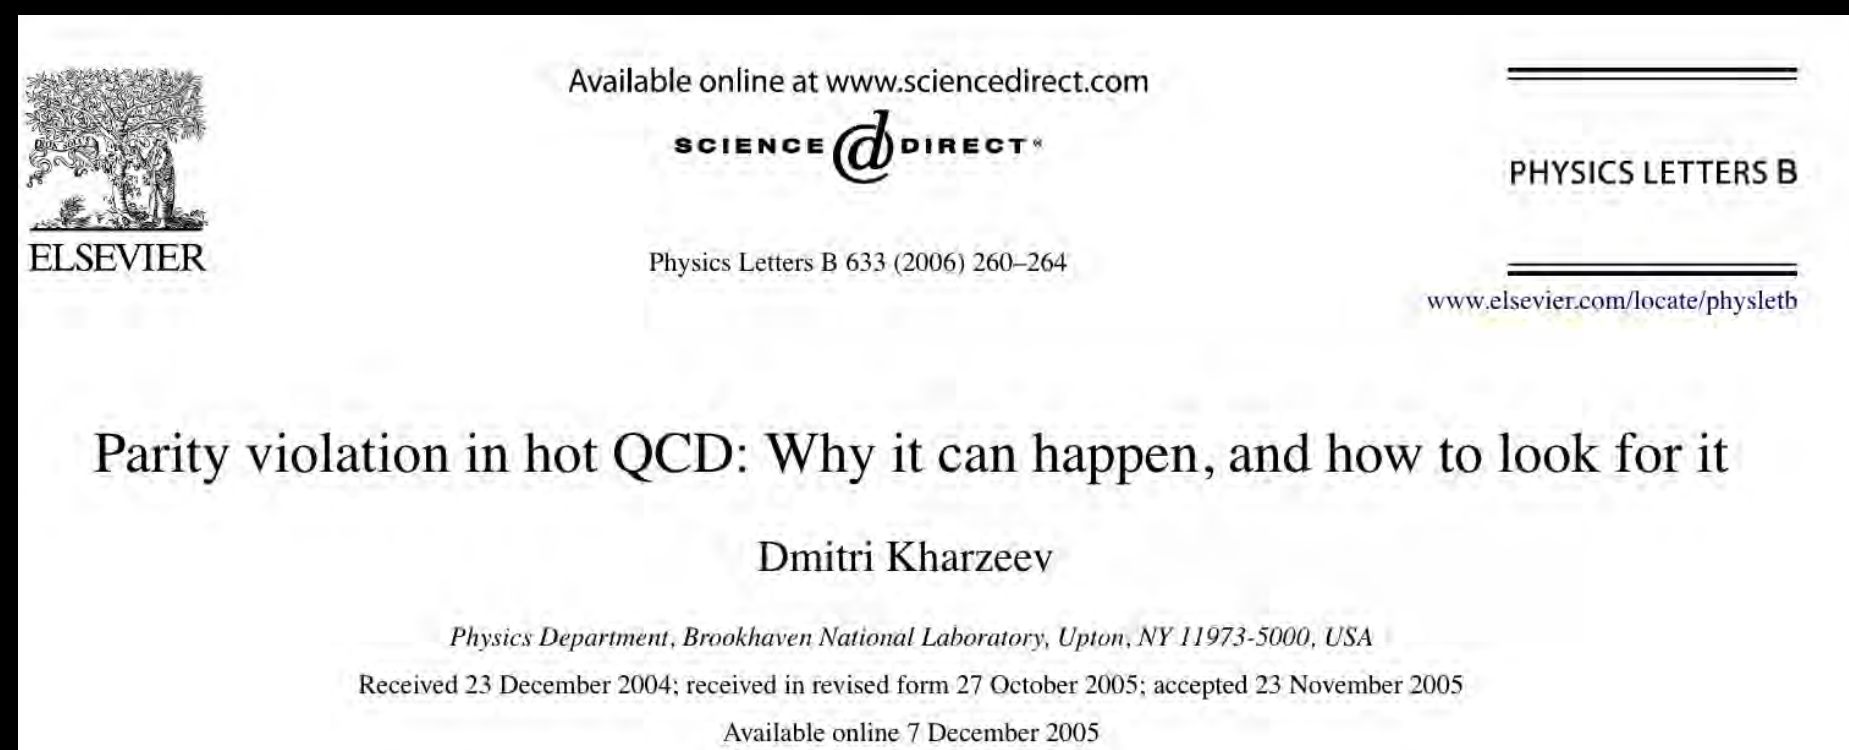 Available online at www.sciencedirect.com
SCIENCE @ DIRECT®
PHYSICS LETTERS B
ELSEVIER
Physics Letters B 633 (2006) 260–264
www.elsevier.com/locate/physletb
Parity violation in hot QCD: Why it can happen, and how to look for it
Dmitri Kharzeev
Physics Department, Brookhaven National Laboratory, Upton, NY 11973-5000, USA
Received 23 December 2004; received in revised form 27 October 2005; accepted 23 November 2005
Available online 7 December 2005